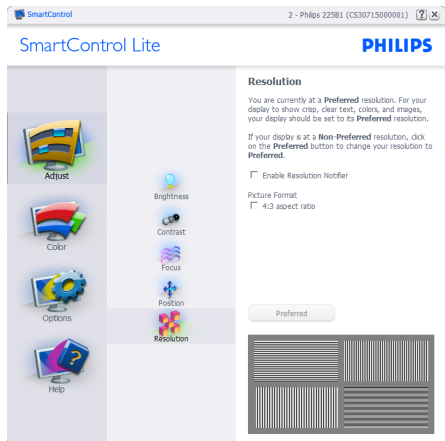 SmartControl
2 - Philips 225B1 (CS30715000001)
SmartControl Lite
PHILIPS
Adjust
Color
Options
Help
Brightness
Contrast
Focus
Position
Resolution
Resolution
You are currently at a Preferred resolution. For your
display to show crisp, clear text, colors, and images,
your display should be set to its Preferred resolution.
If your display is at a Non-Preferred resolution, click
on the Preferred button to change your resolution to
Preferred.
Enable Resolution Notifier
Picture Format
4:3 aspect ratio
Preferred